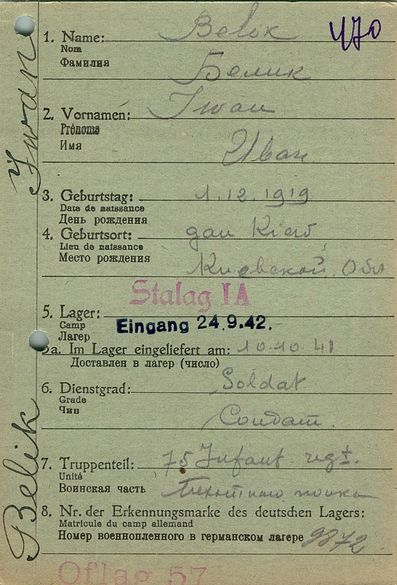 470
1. Name: Belik
Nom
Фамилия Белик
2. Vornamen: Iwan
Prénoms
Имя Иван
3. Geburtstag: 1.12.1919
Date de naissance
День рождения
4. Geburtsort: Kiew
Lieu de naissance
Место рождения Киевской Обл
Stalag IA
5. Lager: Eingang 24.9.42.
Camp
Лагерь
5a. Im Lager eingeliefert am: 10.10.41
Доставлен в лагер (число)
6. Dienstgrad: Soldat
Grade
Чин Солдат.
7. Truppenteil: 75 Infant regt.
Unité
Воинская часть
8. Nr. der Erkennungsmarke des deutschen Lagers:
Matricule du camp allemand
Номер военнопленного в германском лагере 9872
Oflag 57
Belik Iwan